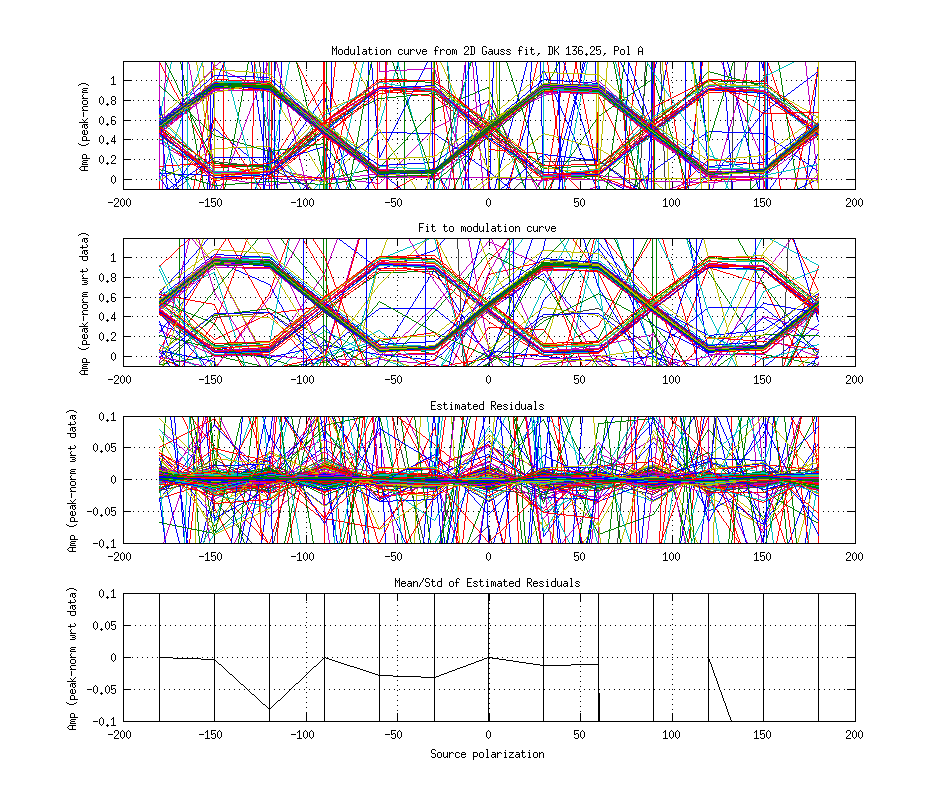 Modulation curve from 2D Gauss fit, DK 136.25, Pol A
Amp (peak-norm)
1
0.8
0.6
0.4
0.2
0
-200 -150 -100 -50 0 50 100 150 200
Fit to modulation curve
Amp (peak-norm wrt data)
1
0.8
0.6
0.4
0.2
0
-200 -150 -100 -50 0 50 100 150 200
Estimated Residuals
Amp (peak-norm wrt data)
0.1
0.05
0
-0.05
-0.1
-200 -150 -100 -50 0 50 100 150 200
Mean/Std of Estimated Residuals
Amp (peak-norm wrt data)
0.1
0.05
0
-0.05
-0.1
-200 -150 -100 -50 0 50 100 150 200
Source polarization